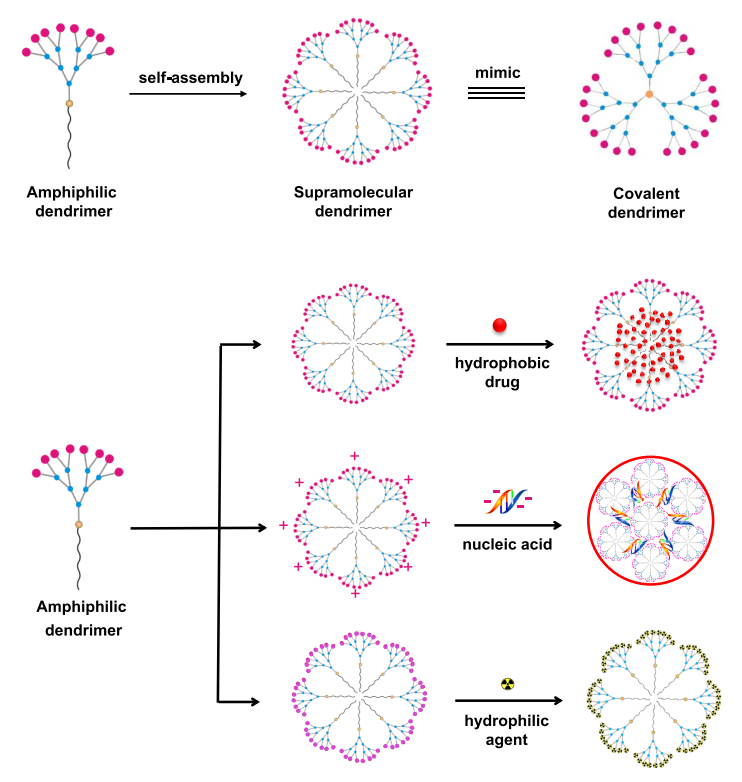 self-assembly
mimic
Amphiphilic
dendrimer
Supramolecular
dendrimer
Covalent
dendrimer
hydrophobic
drug
Amphiphilic
dendrimer
nucleic acid
hydrophilic
agent